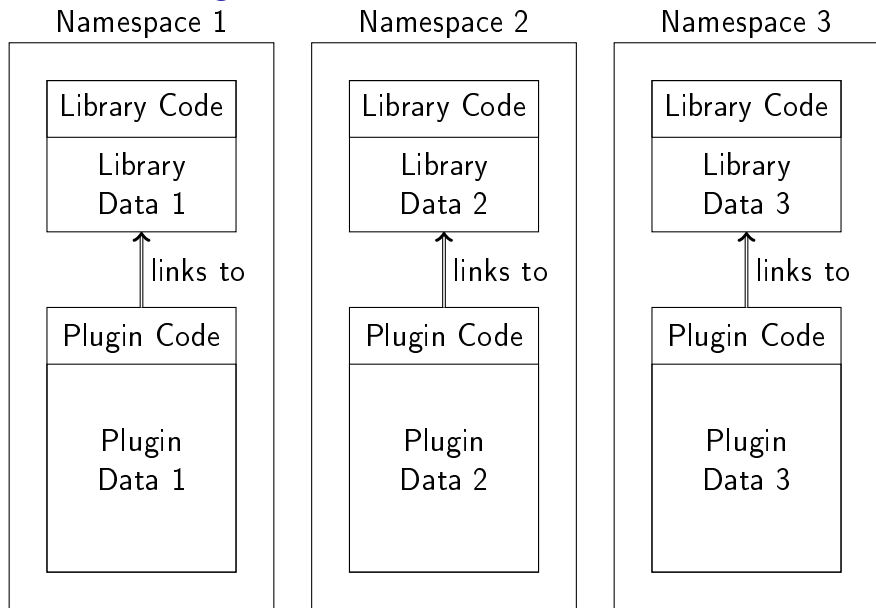 Namespace 1
Library Code
Library
Data 1
links to
Plugin Code
Plugin
Data 1
Namespace 2
Library Code
Library
Data 2
links to
Plugin Code
Plugin
Data 2
Namespace 3
Library Code
Library
Data 3
links to
Plugin Code
Plugin
Data 3